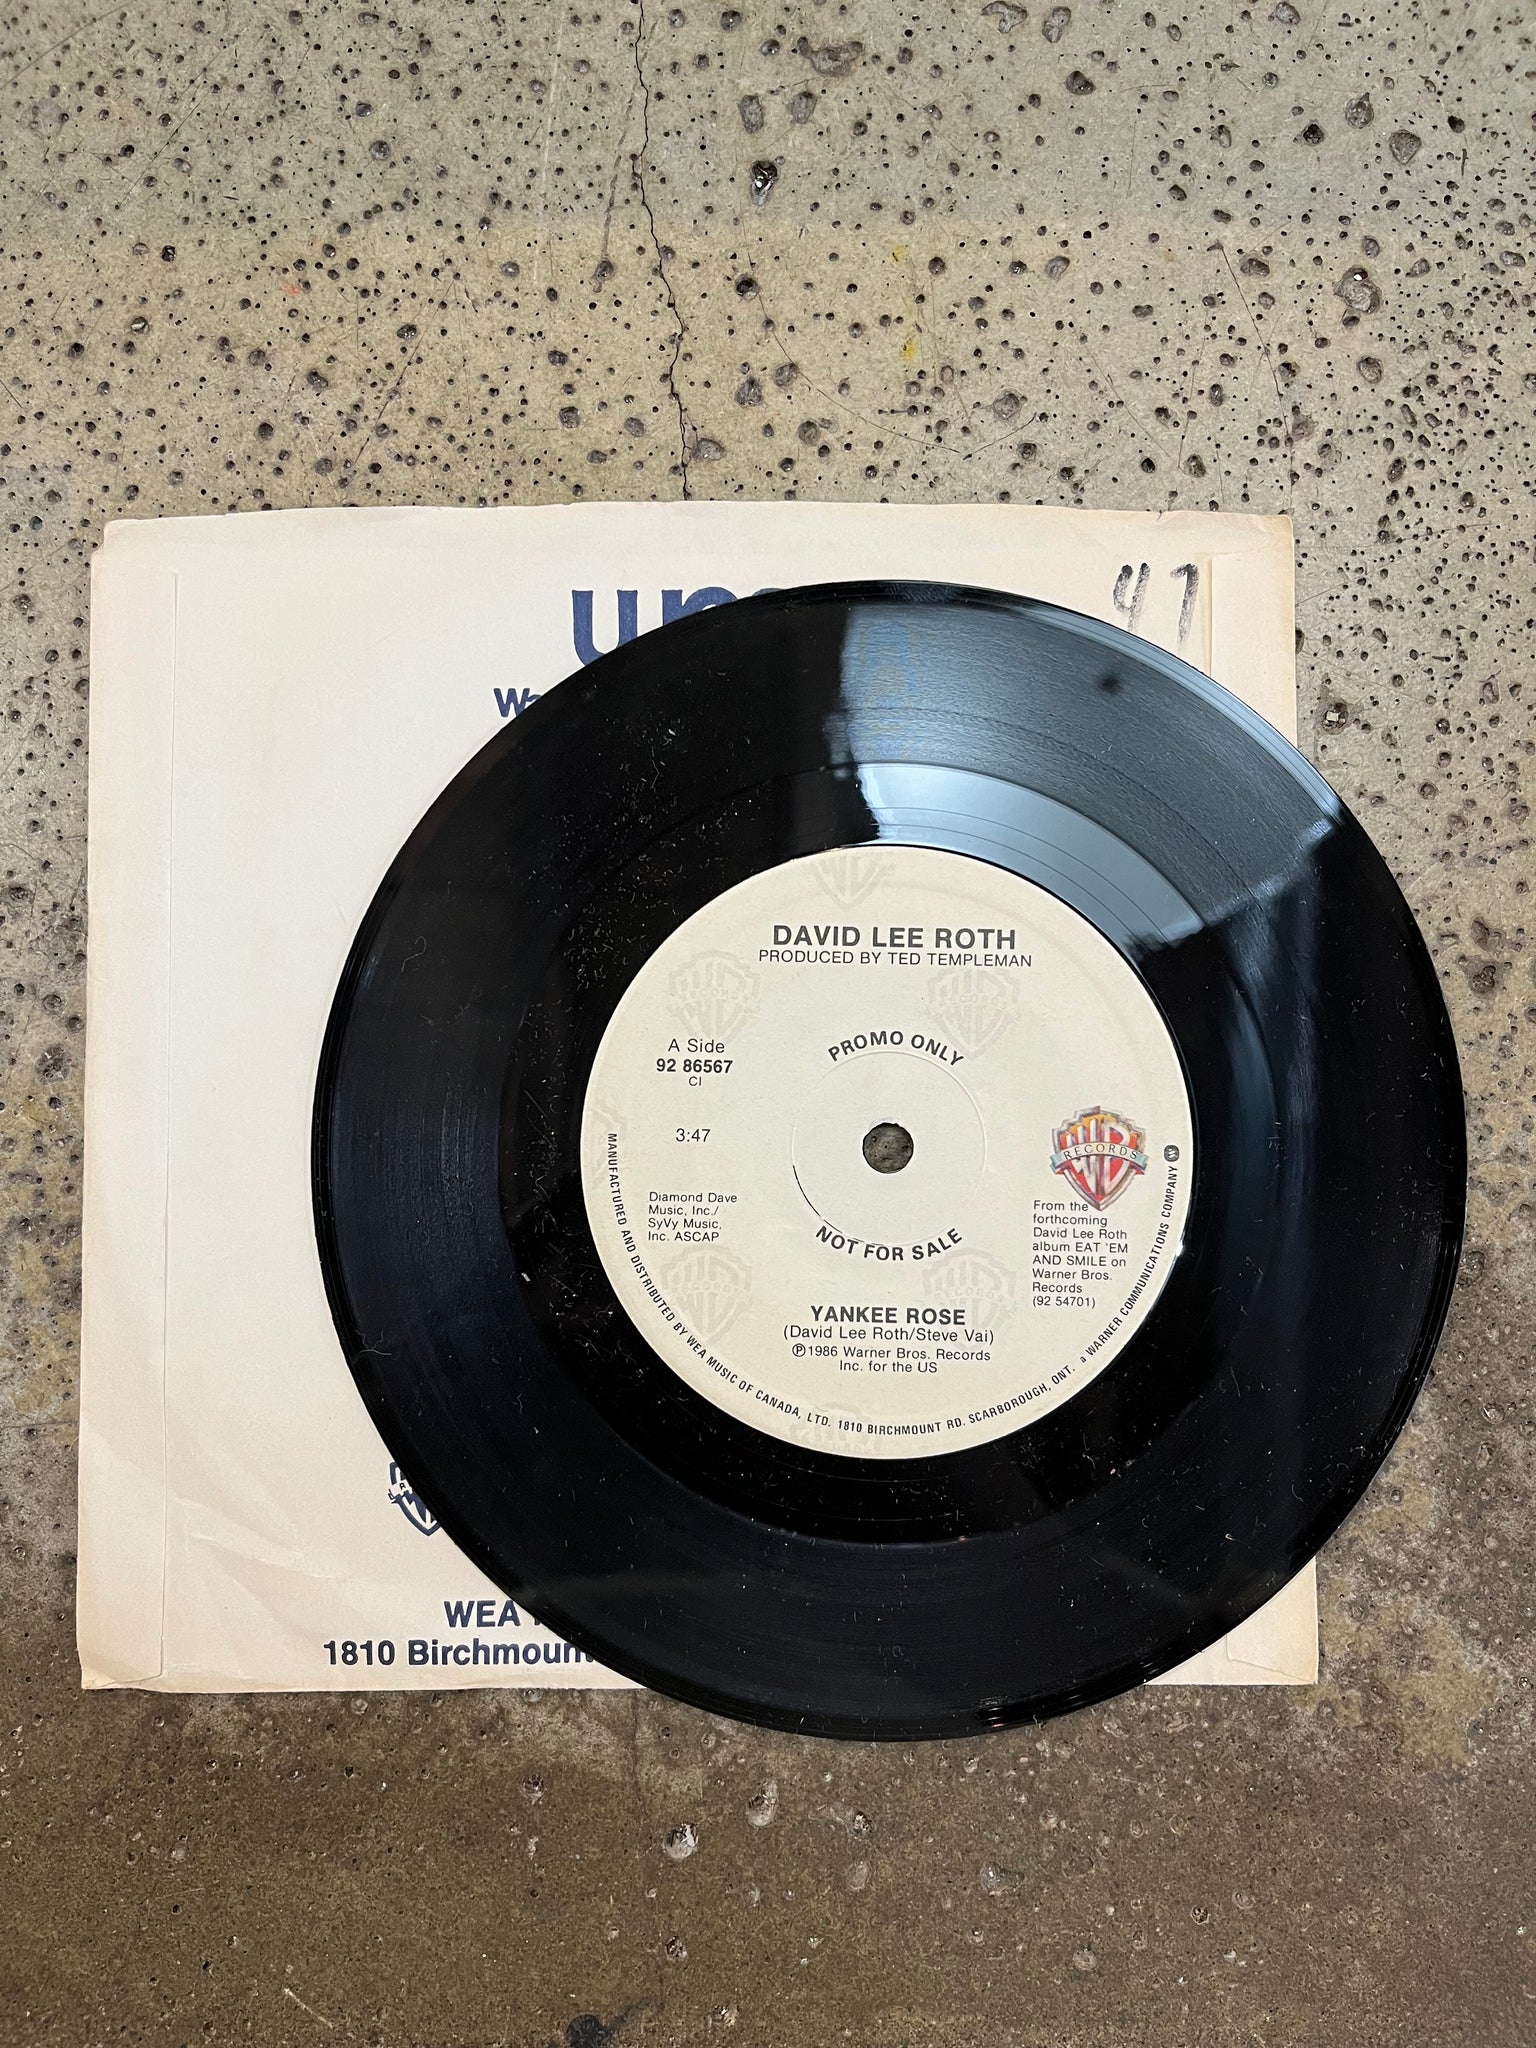 47
DAVID LEE ROTH
PRODUCED BY TED TEMPLEMAN
PROMO ONLY
A Side
92 86567
CI
3:47
RECORDS
Diamond Dave
Music, Inc./
SyVy Music,
Inc. ASCAP
From the
forthcoming
David Lee Roth
album EAT 'EM
AND SMILE on
Warner Bros.
Records
(92 54701)
NOT FOR SALE
YANKEE ROSE
(David Lee Roth/Steve Vai)
℗1986 Warner Bros. Records
Inc. for the US
MANUFACTURED AND DISTRIBUTED BY WEA MUSIC OF CANADA, LTD. 1810 BIRCHMOUNT RD. SCARBOROUGH, ONT. a WARNER COMMUNICATIONS COMPANY
WEA
1810 Birchmount